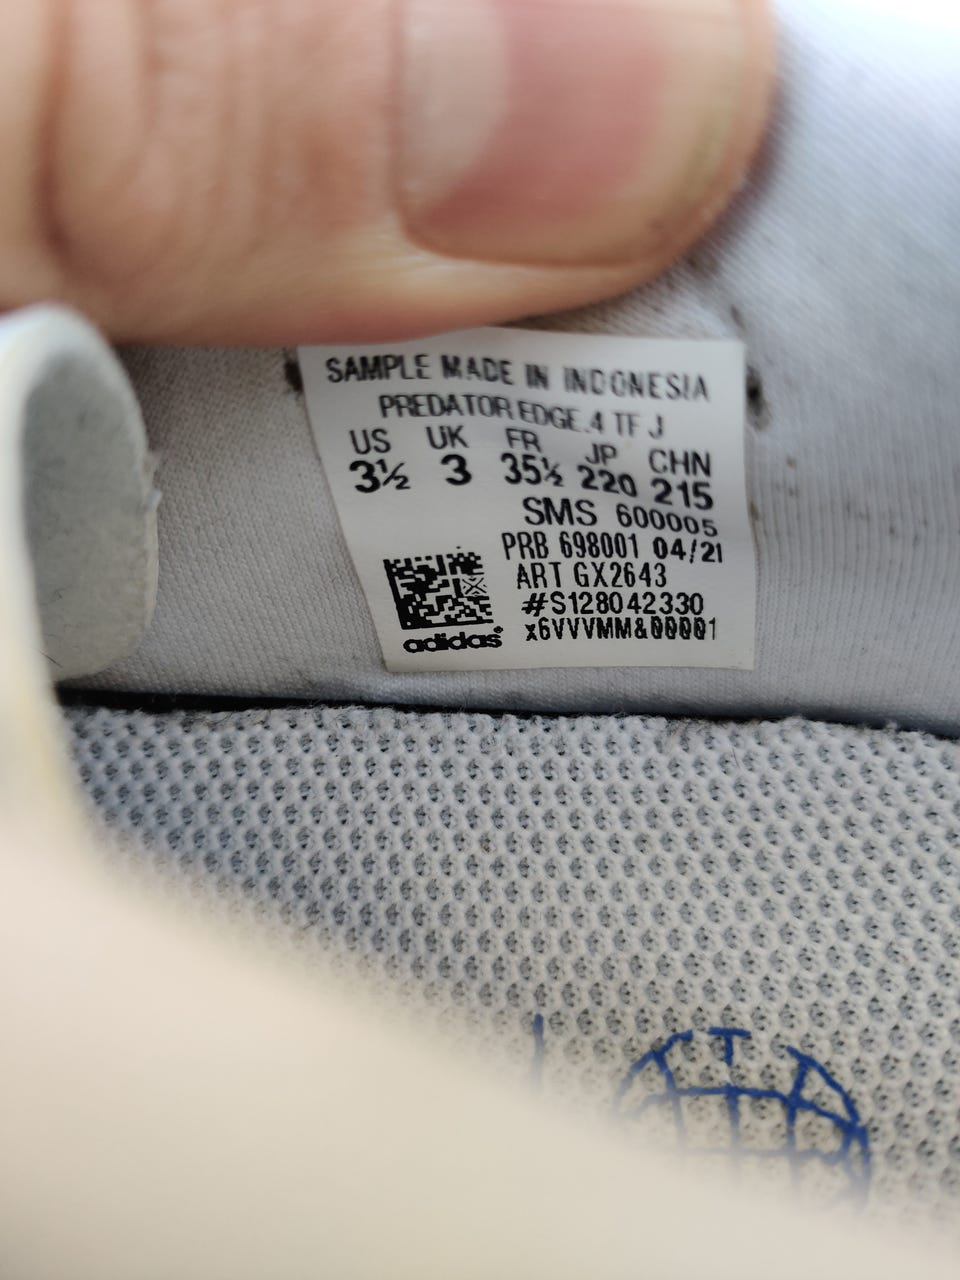 SAMPLE MADE IN INDONESIA
PREDATOR EDGE.4 TF J
US UK FR JP CHN
3½ 3 35½ 220 215
SMS 600005
PRB 698001 04/21
ART GX2643
#S128042330
x6VVVMM&00001
adidas®